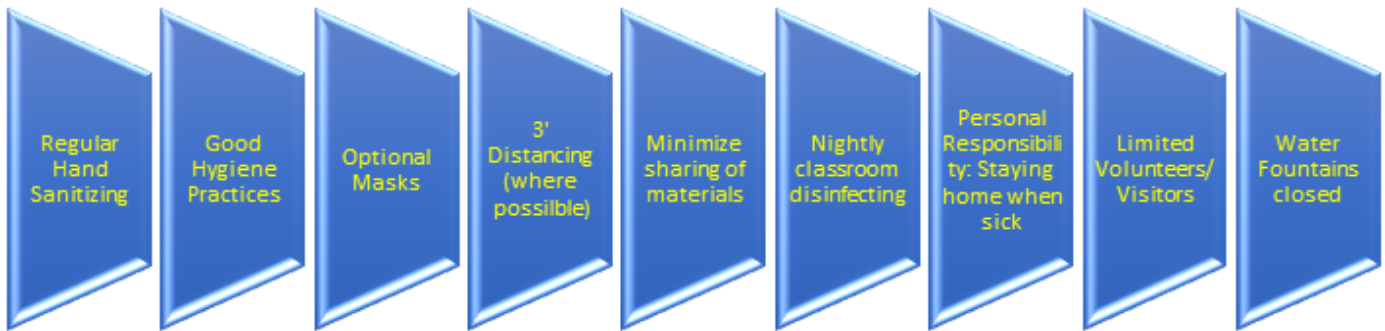 Regular
Hand
Sanitizing
Good
Hygiene
Practices
Optional
Masks
3'
Distancing
(where
possilble)
Minimize
sharing of
materials
Nightly
classroom
disinfecting
Personal
Responsibili
ty: Staying
home when
sick
Limited
Volunteers/
Visitors
Water
Fountains
closed